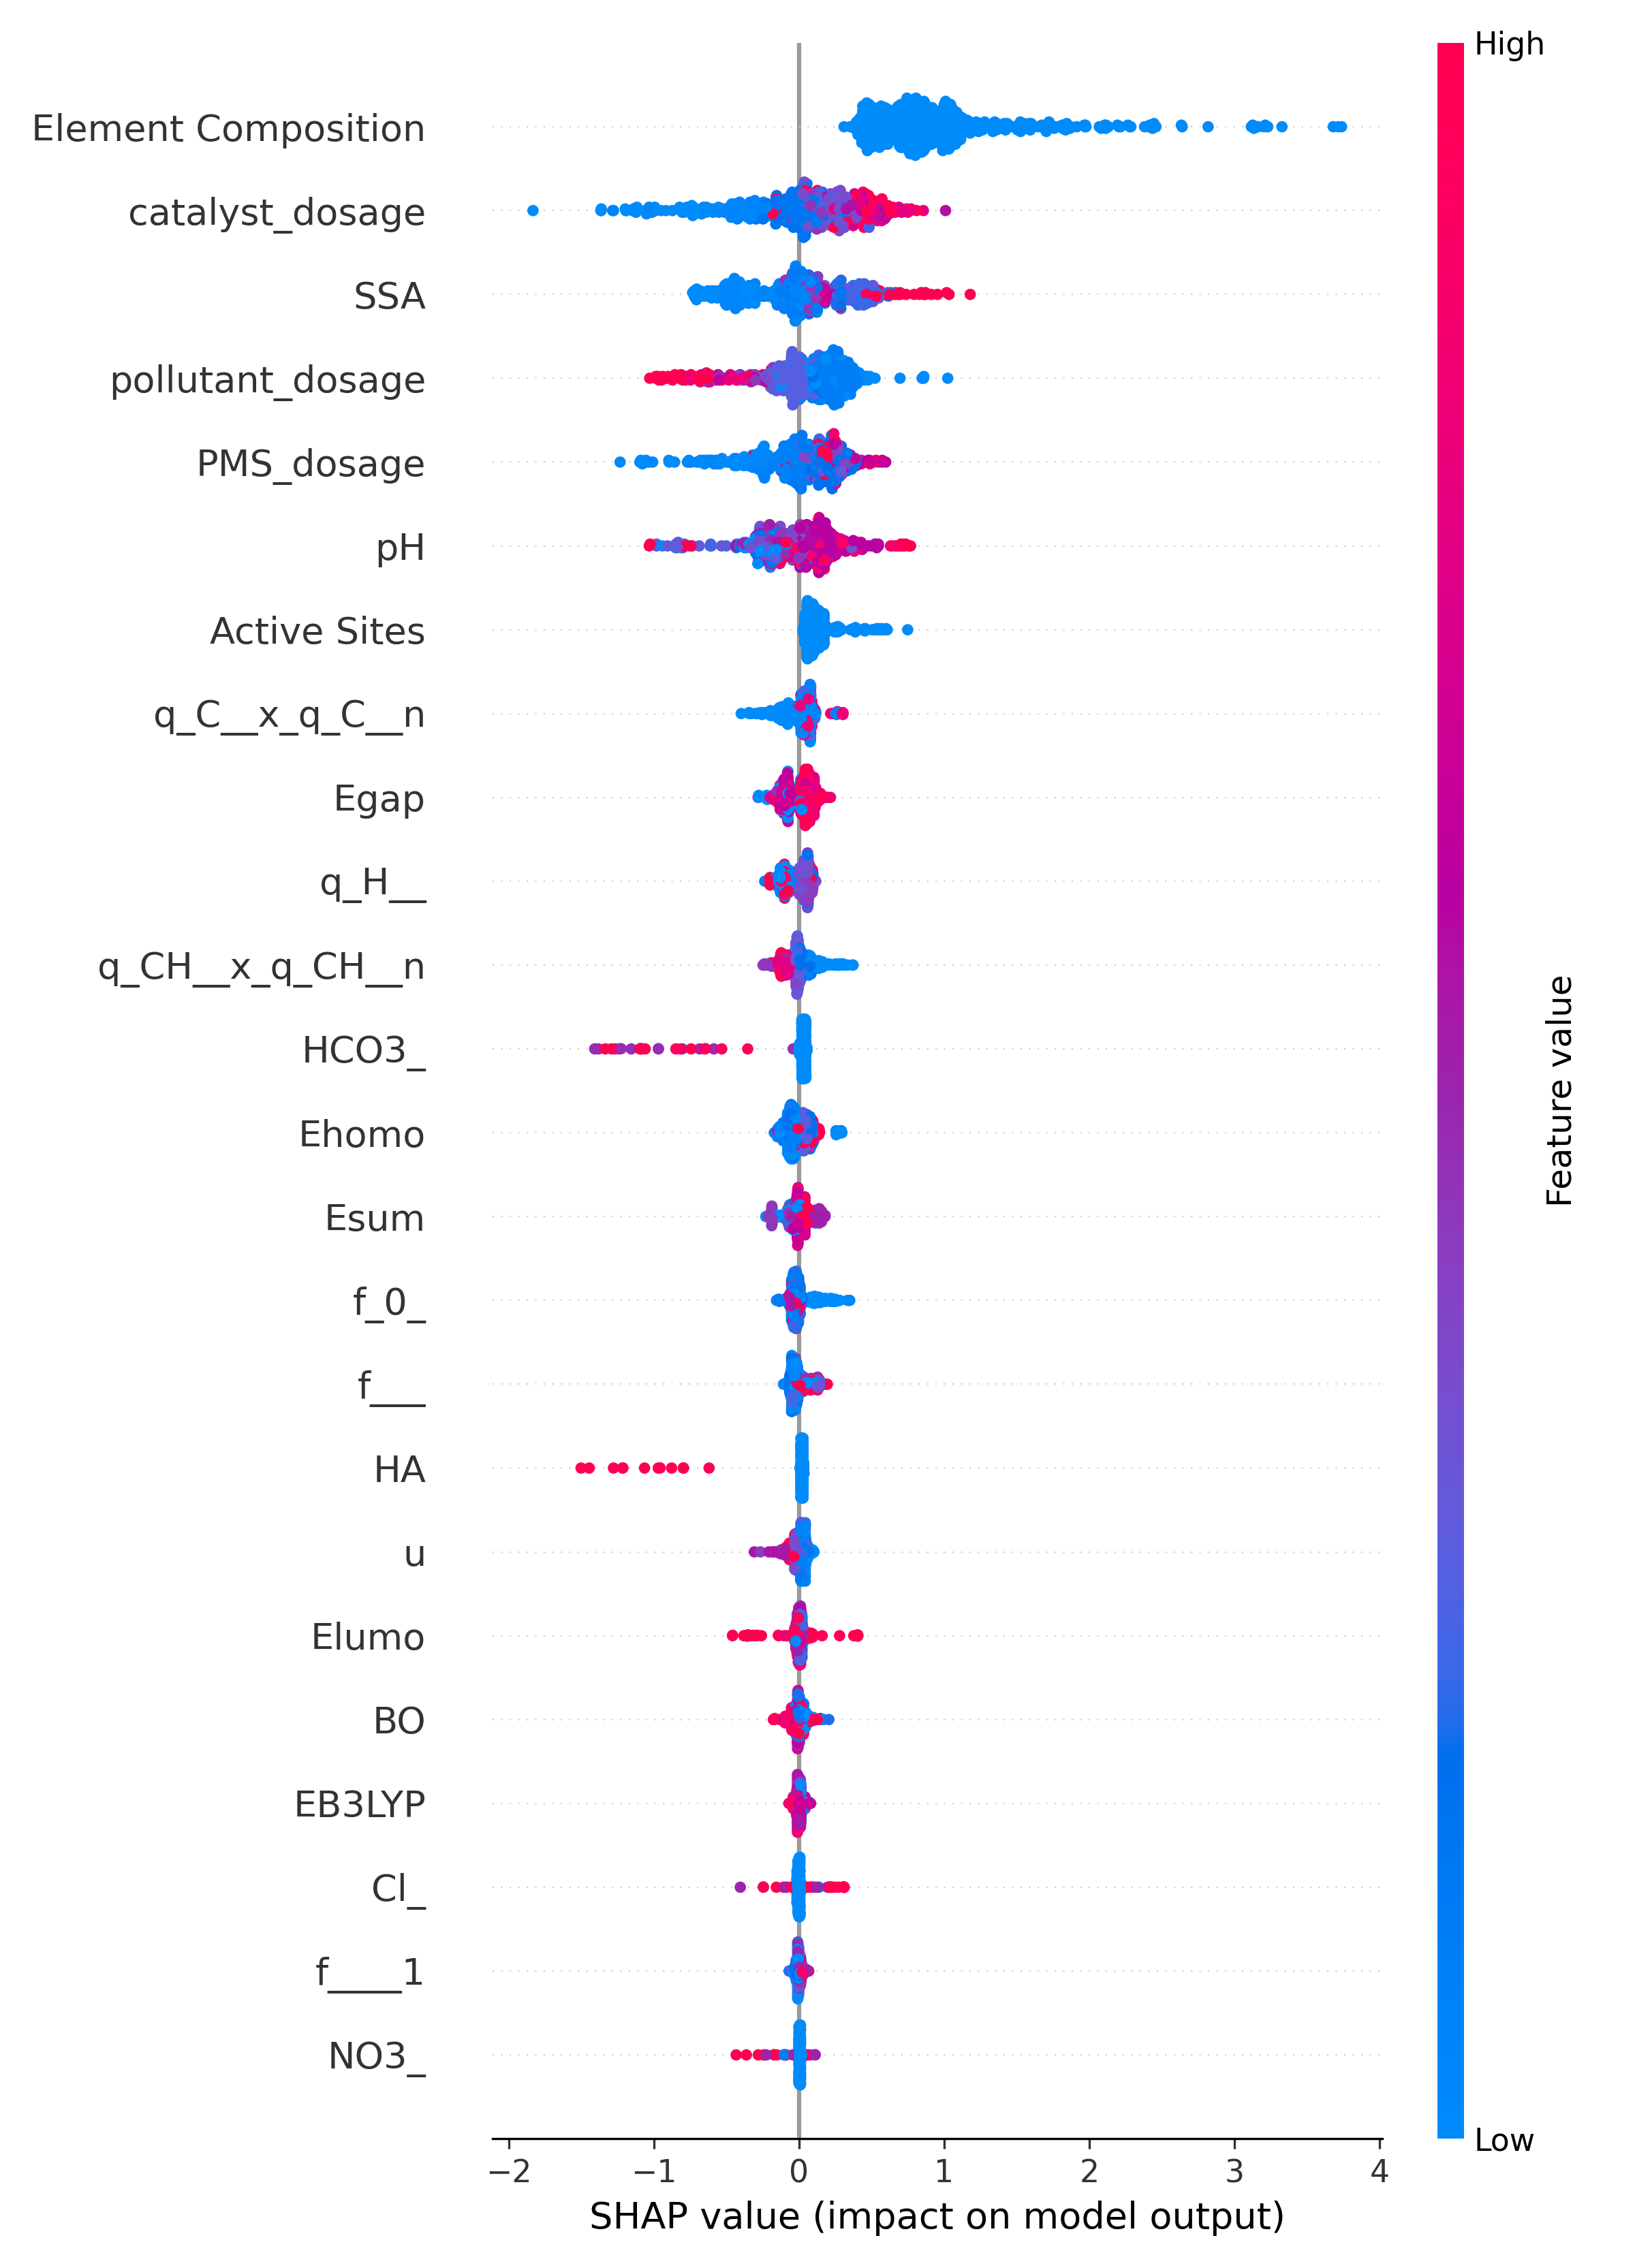 High
Element Composition
catalyst_dosage
SSA
pollutant_dosage
PMS_dosage
pH
Active Sites
q_C__x_q_C__n
Egap
q_H__
q_CH__x_q_CH__n
HCO3_
Ehomo
Esum
f_0_
f___
HA
u
Elumo
BO
EB3LYP
Cl_
f____1
NO3_
Feature value
Low
−2 −1 0 1 2 3 4
SHAP value (impact on model output)